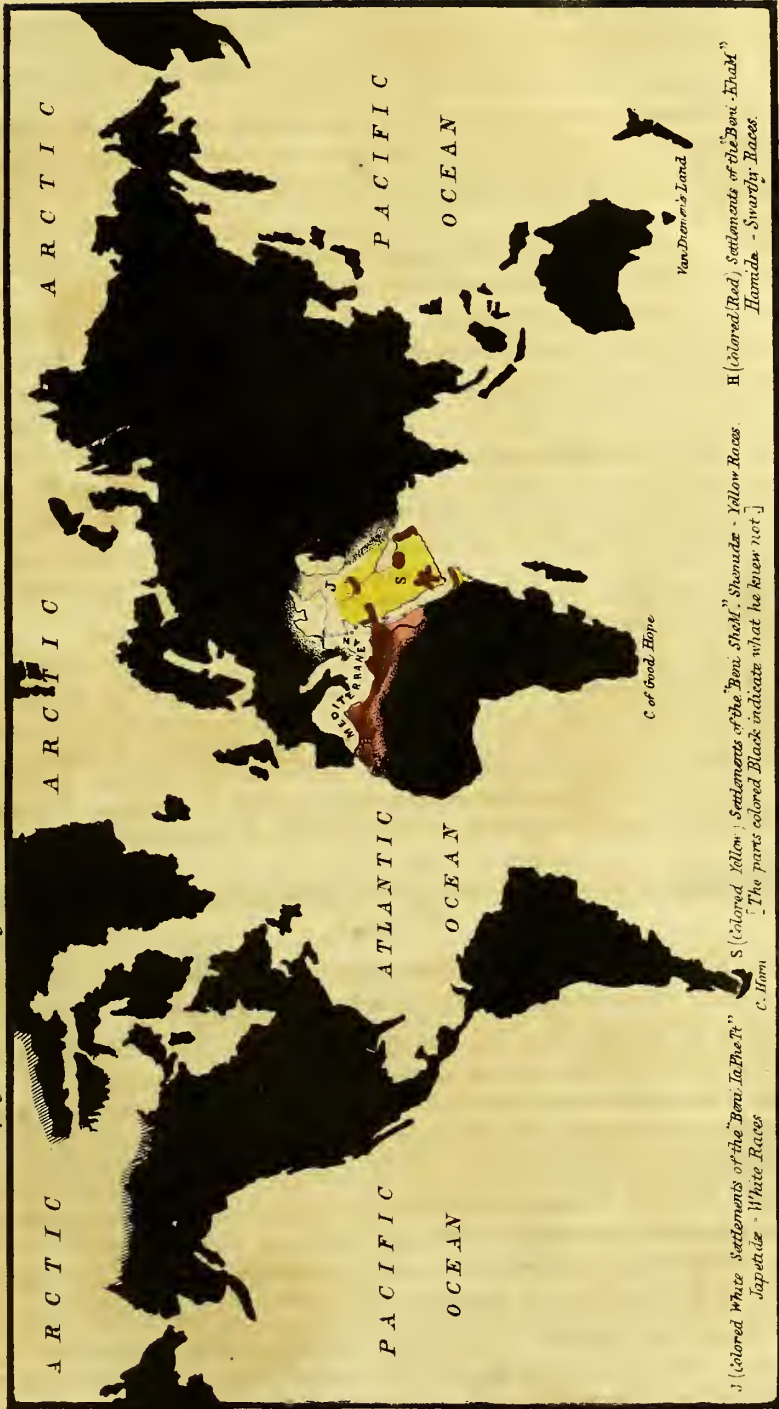 ARCTIC ARCTIC ARCTIC
J
MEDITERRANEAN
S
PACIFIC ATLANTIC PACIFIC
OCEAN OCEAN OCEAN
C of Good Hope
Van Diemen's Land
C. Horn
J (Colored White Settlements of the "Beni, IaPheTt"
Japetidæ - White Races
S (Colored Yellow) Settlements of the "Beni SheM". Shemidæ - Yellow Races.
[The parts colored Black indicate what he knew not.]
H (Colored (Red) Settlements of the "Beni-KhaM"
Hamidæ - Swarthy Races.